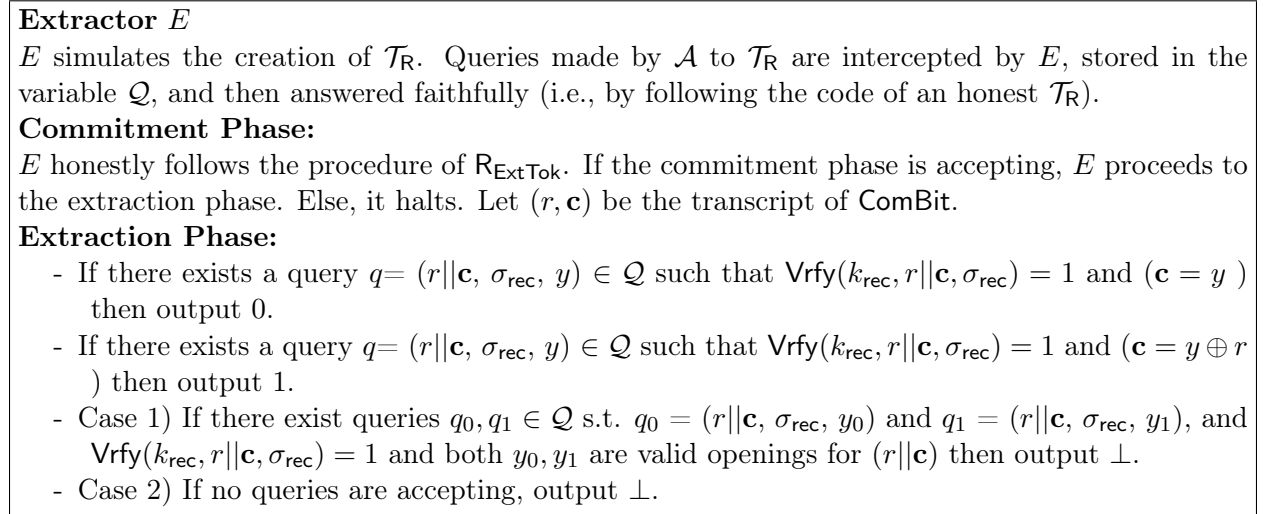 Extractor E
E simulates the creation of 𝒯_R. Queries made by 𝒜 to 𝒯_R are intercepted by E, stored in the
variable 𝒬, and then answered faithfully (i.e., by following the code of an honest 𝒯_R).
Commitment Phase:
E honestly follows the procedure of R_ExtTok. If the commitment phase is accepting, E proceeds to
the extraction phase. Else, it halts. Let (r, c) be the transcript of ComBit.
Extraction Phase:
- If there exists a query q= (r||c, σ_rec, y) ∈ 𝒬 such that Vrfy(k_rec, r||c, σ_rec) = 1 and (c = y )
then output 0.
- If there exists a query q= (r||c, σ_rec, y) ∈ 𝒬 such that Vrfy(k_rec, r||c, σ_rec) = 1 and (c = y ⊕ r
) then output 1.
- Case 1) If there exist queries q_0, q_1 ∈ 𝒬 s.t. q_0 = (r||c, σ_rec, y_0) and q_1 = (r||c, σ_rec, y_1), and
Vrfy(k_rec, r||c, σ_rec) = 1 and both y_0, y_1 are valid openings for (r||c) then output ⊥.
- Case 2) If no queries are accepting, output ⊥.